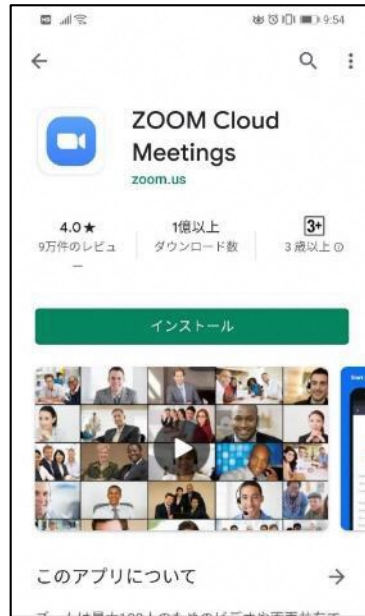 9:54
ZOOM Cloud
Meetings
zoom.us
4.0★
9万件のレビュ
ー
1億以上
ダウンロード数
3+
3 歳以上
インストール
このアプリについて